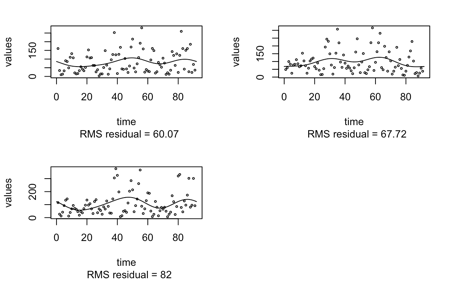 values
150
0
0 20 40 60 80
time
RMS residual = 60.07
values
150
0
0 20 40 60 80
time
RMS residual = 67.72
values
200
0
0 20 40 60 80
time
RMS residual = 82